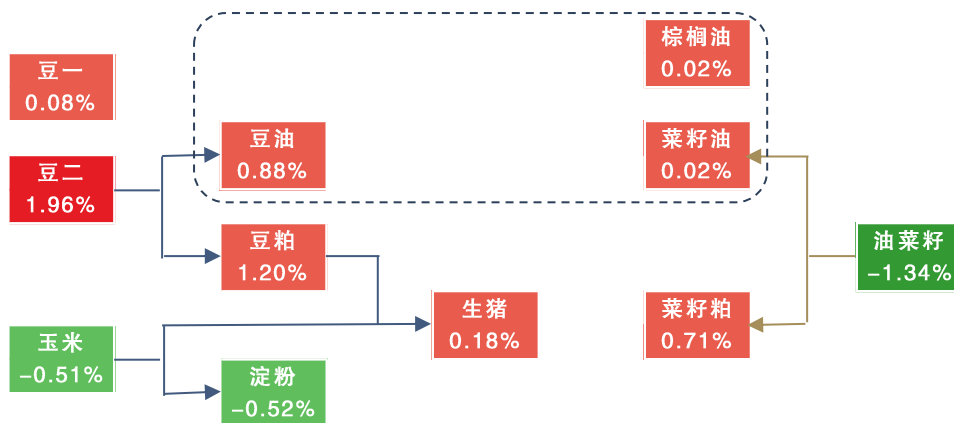 棕榈油
0.02%
豆一
0.08%
豆油
0.88%
菜籽油
0.02%
豆二
1.96%
豆粕
1.20%
油菜籽
-1.34%
生猪
0.18%
菜籽粕
0.71%
玉米
-0.51%
淀粉
-0.52%